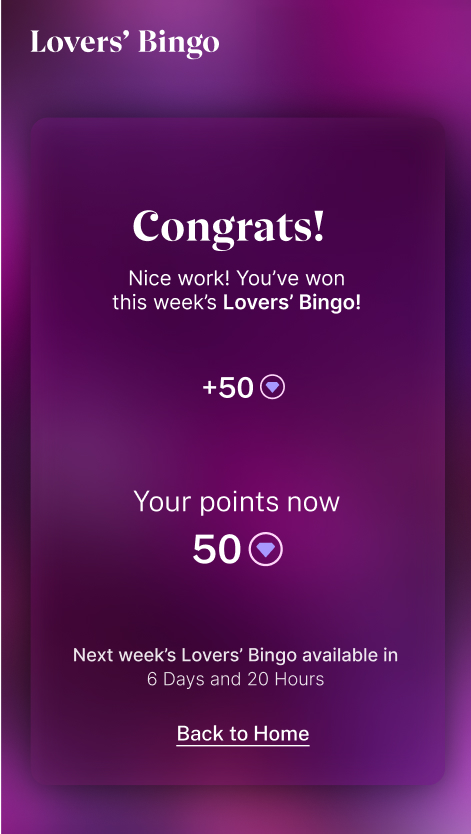 Lovers’ Bingo
Congrats!
Nice work! You’ve won
this week’s Lovers’ Bingo!
+50
Your points now
50
Next week’s Lovers’ Bingo available in
6 Days and 20 Hours
Back to Home